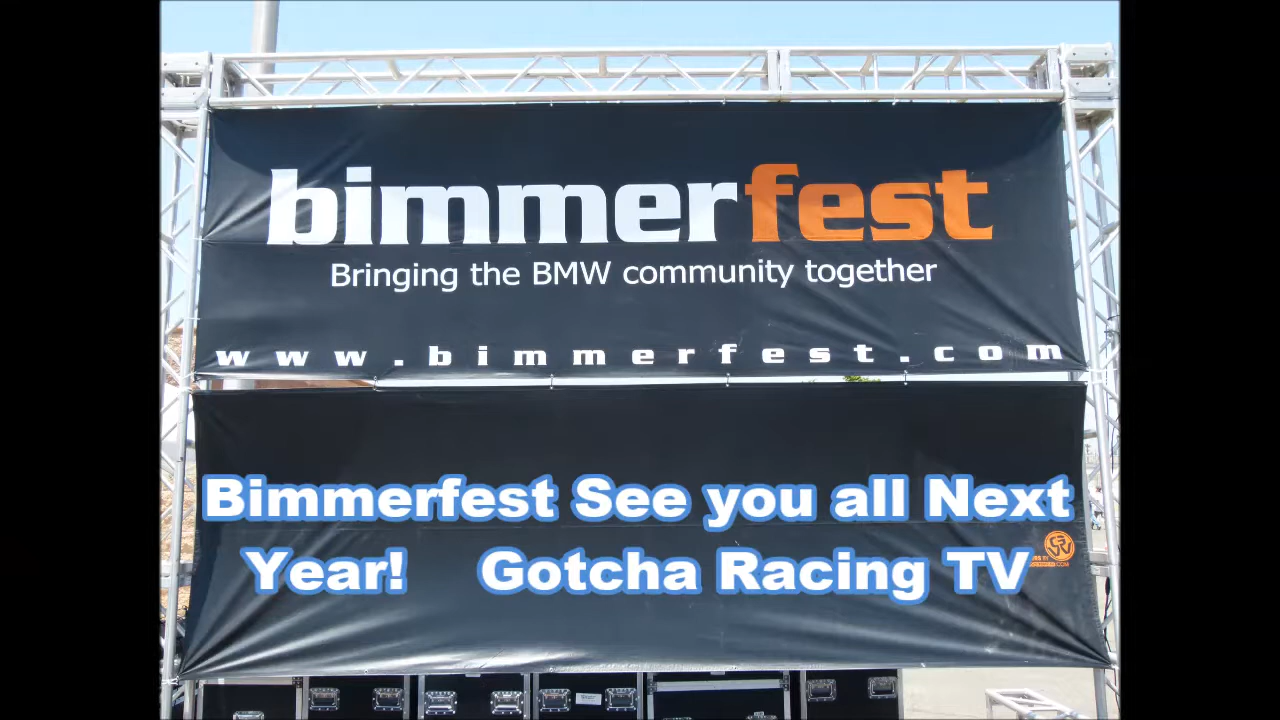 bimmerfest
Bringing the BMW community together
www.bimmerfest.com
Bimmerfest See you all Next
Year! Gotcha Racing TV